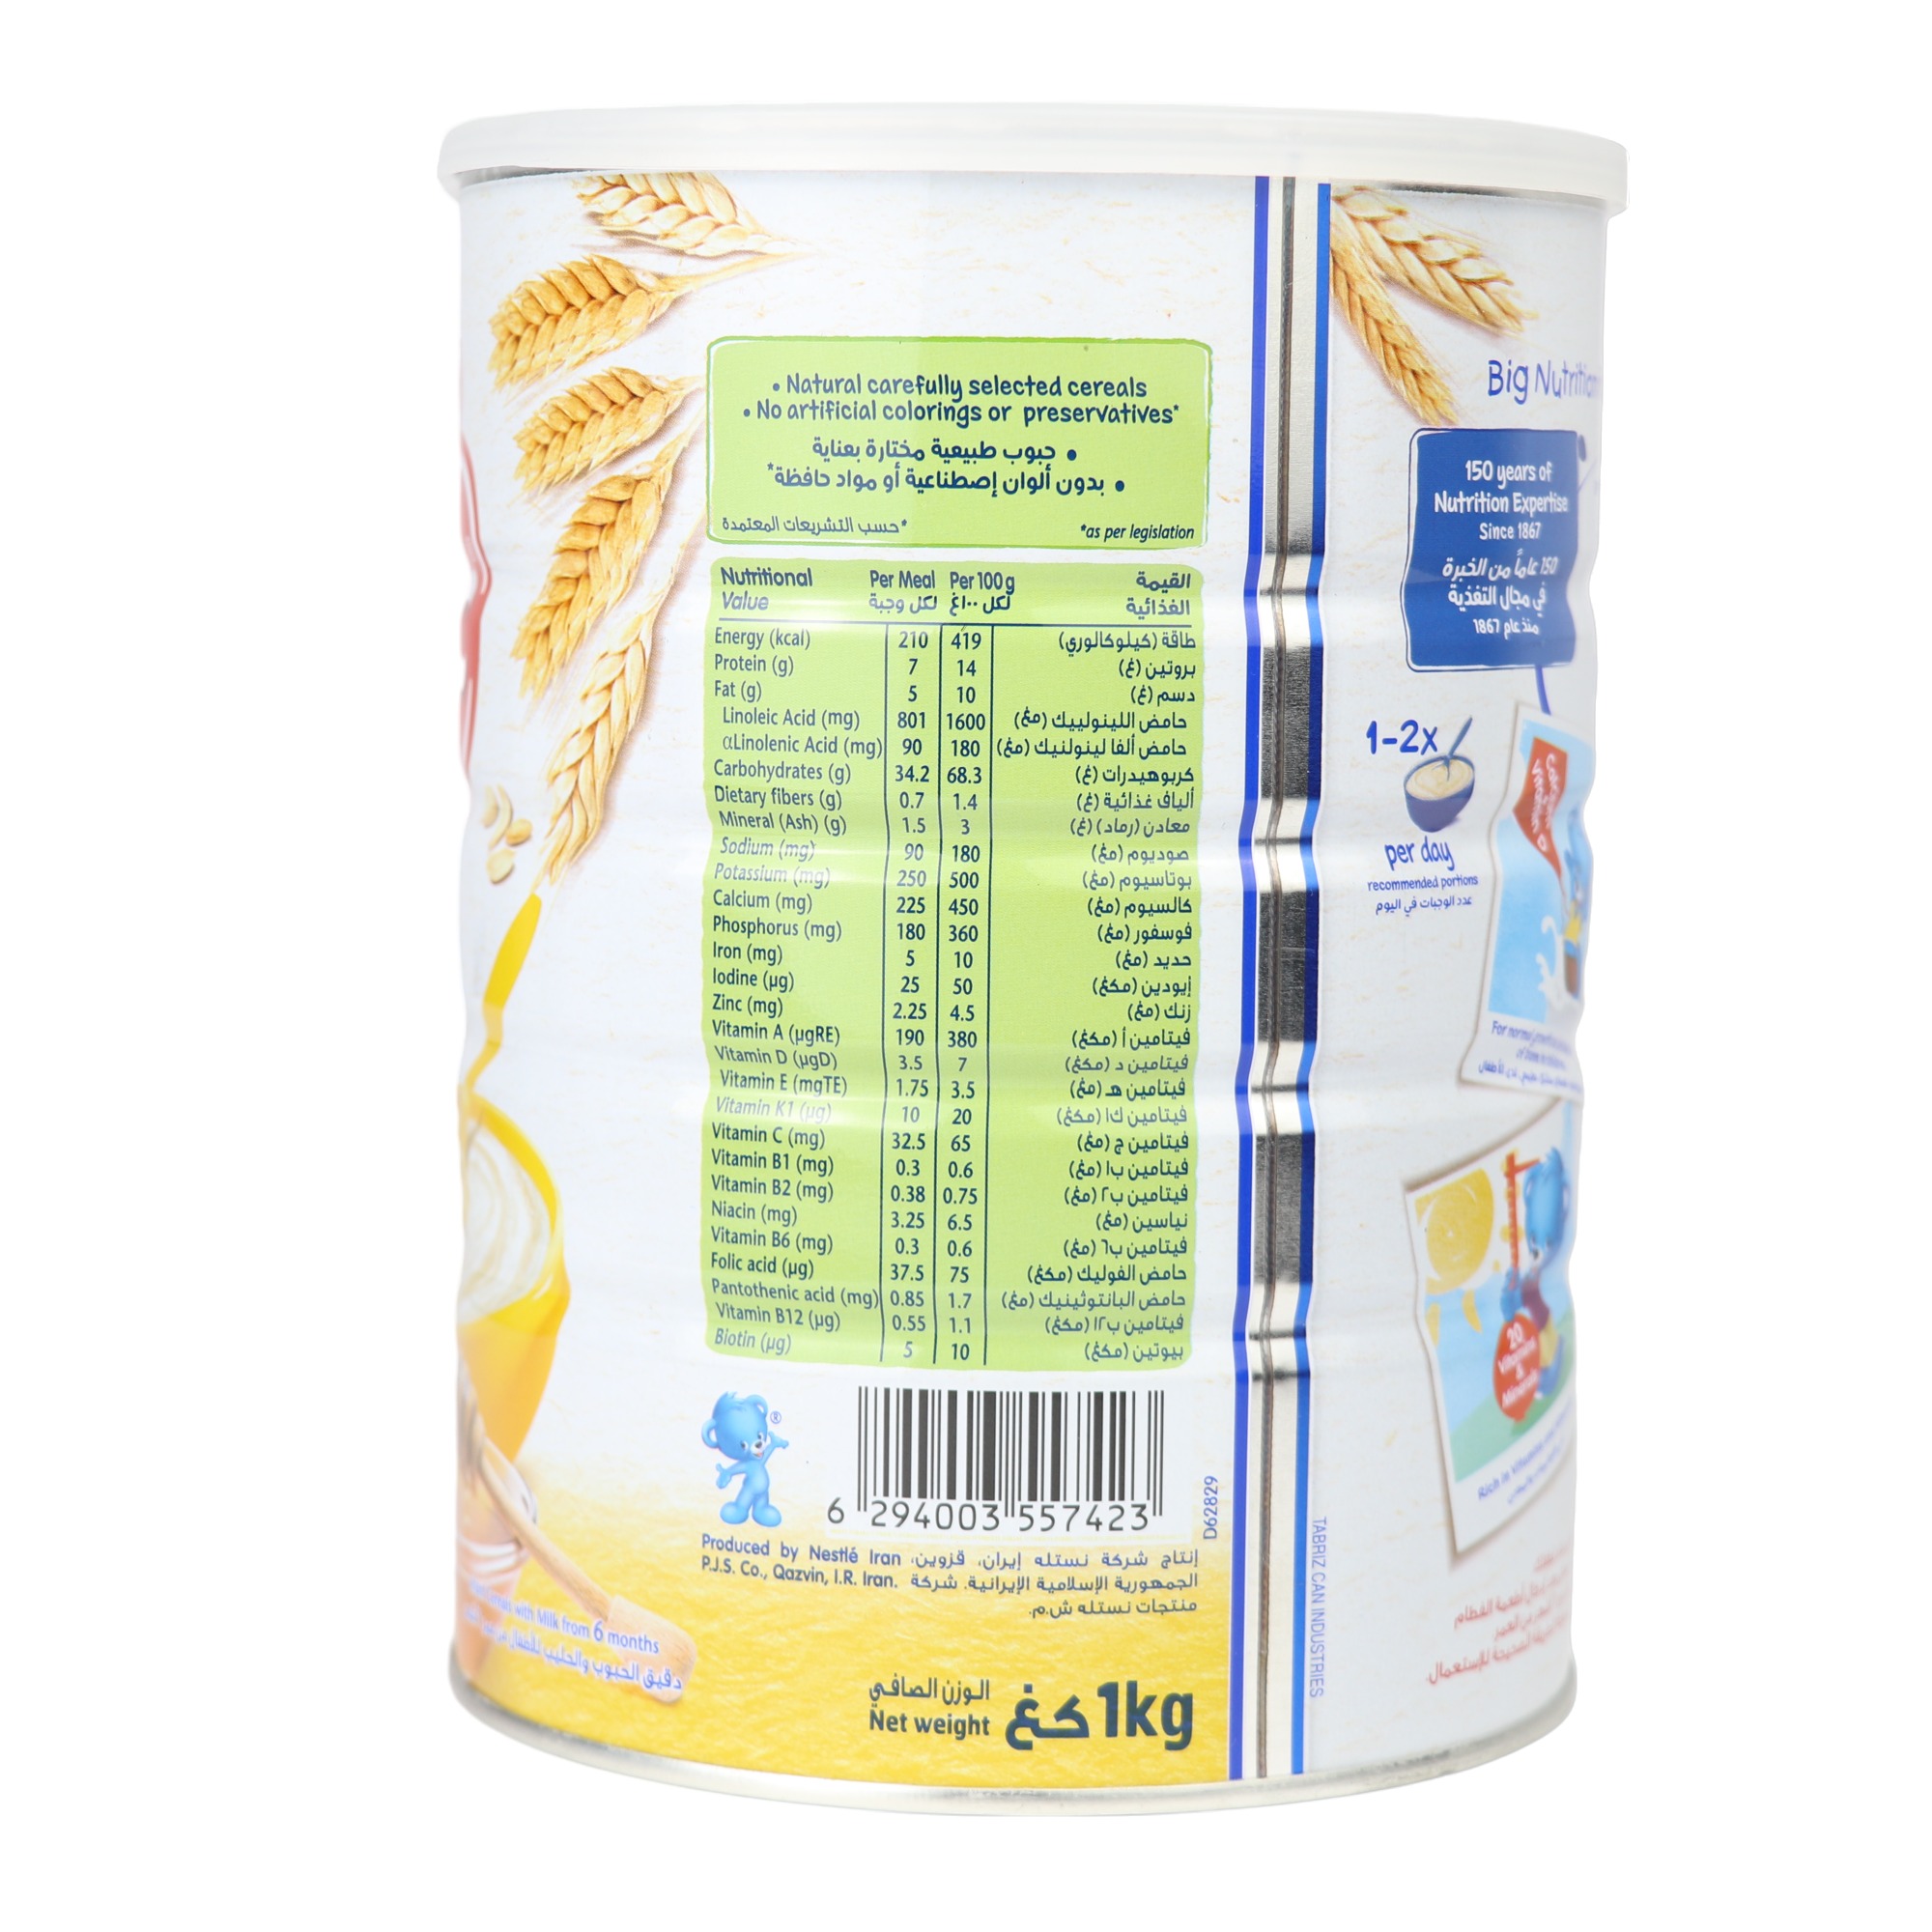 • Natural carefully selected cereals
• No artificial colorings or preservatives*
• حبوب طبيعية مختارة بعناية
• بدون ألوان إصطناعية أو مواد حافظة*
*حسب التشريعات المعتمدة *as per legislation
Nutritional Per Meal Per 100 g القيمة
Value لكل وجبة لكل ١٠٠غ الغذائية
Energy (kcal) 210 419 طاقة (كيلوكالوري)
Protein (g) 7 14 بروتين (غ)
Fat (g) 5 10 دسم (غ)
Linoleic Acid (mg) 801 1600 حامض اللينولييك (مغ)
αLinolenic Acid (mg) 90 180 حامض ألفا لينولنيك (مغ)
Carbohydrates (g) 34.2 68.3 كربوهيدرات (غ)
Dietary fibers (g) 0.7 1.4 ألياف غذائية (غ)
Mineral (Ash) (g) 1.5 3 معادن (رماد) (غ)
Sodium (mg) 90 180 صوديوم (مغ)
Potassium (mg) 250 500 بوتاسيوم (مغ)
Calcium (mg) 225 450 كالسيوم (مغ)
Phosphorus (mg) 180 360 فوسفور (مغ)
Iron (mg) 5 10 حديد (مغ)
Iodine (µg) 25 50 إيودين (مكغ)
Zinc (mg) 2.25 4.5 زنك (مغ)
Vitamin A (µgRE) 190 380 فيتامين أ (مكغ)
Vitamin D (µgD) 3.5 7 فيتامين د (مكغ)
Vitamin E (mgTE) 1.75 3.5 فيتامين هـ (مغ)
Vitamin K1 (µg) 10 20 فيتامين ك١ (مكغ)
Vitamin C (mg) 32.5 65 فيتامين ج (مغ)
Vitamin B1 (mg) 0.3 0.6 فيتامين ب١ (مغ)
Vitamin B2 (mg) 0.38 0.75 فيتامين ب٢ (مغ)
Niacin (mg) 3.25 6.5 نياسين (مغ)
Vitamin B6 (mg) 0.3 0.6 فيتامين ب٦ (مغ)
Folic acid (µg) 37.5 75 حامض الفوليك (مكغ)
Pantothenic acid (mg) 0.85 1.7 حامض البانتوثينيك (مغ)
Vitamin B12 (µg) 0.55 1.1 فيتامين ب١٢ (مكغ)
Biotin (µg) 5 10 بيوتين (مكغ)
®
6 294003 557423
D62829
Produced by Nestlé Iran
P.J.S. Co., Qazvin, I.R. Iran.
إنتاج شركة نستله إيران، قزوين،
الجمهورية الإسلامية الإيرانية. شركة
منتجات نستله ش.م.م.
الوزن الصافي
Net weight
1kg كغ
with Milk from 6 months
دقيق الحبوب والحليب للأطفال
TABRIZ CAN INDUSTRIES
Big Nutrition
150 years of
Nutrition Expertise
Since 1867
150 عاماً من الخبرة
في مجال التغذية
منذ عام 1867
1-2x
per day
recommended portions
عدد الوجبات في اليوم
For normal
20
Vitamins
&
Minerals
Rich in Vitamins
أطعمة الفطام
للإستعمال.